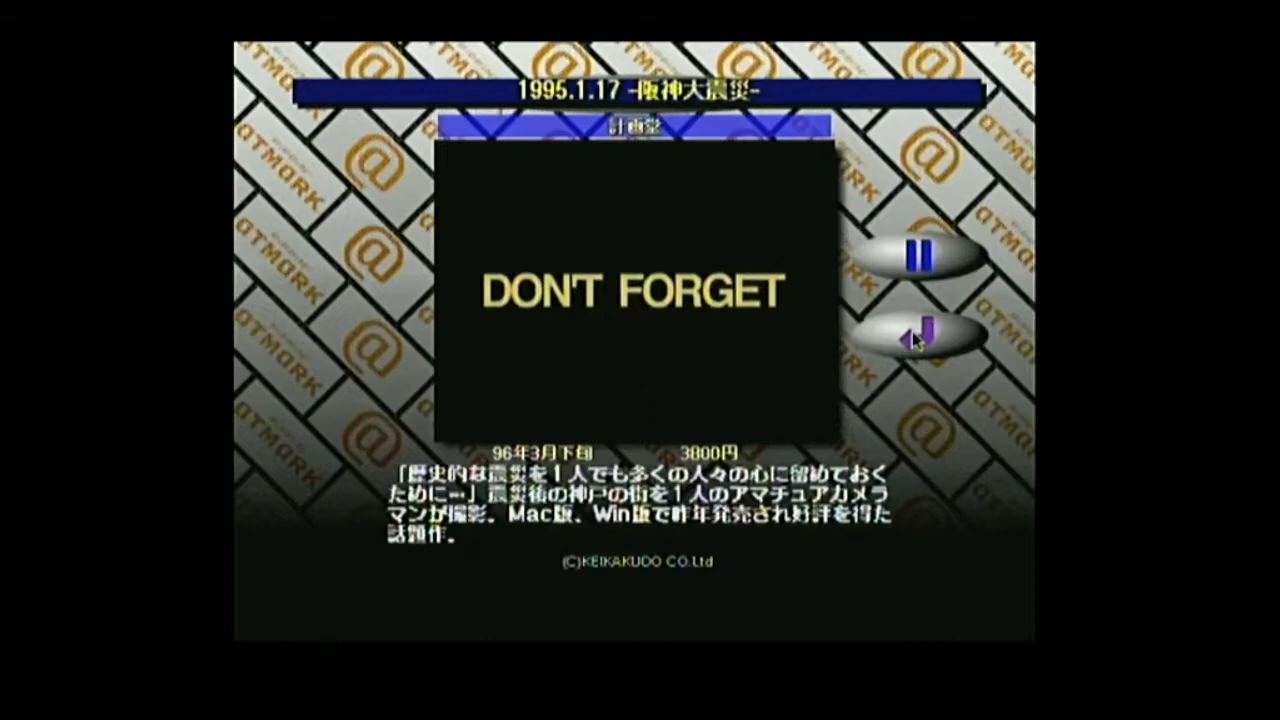 1995.1.17 -阪神大震災-
計画堂
DON'T FORGET
96年3月下旬 3800円
「歴史的な震災を1人でも多くの人々の心に留めておく
ために…」震災後の神戸の街を1人のアマチュアカメラ
マンが撮影。Mac版、Win版で昨年発売され好評を得た
話題作。
(C)KEIKAKUDO CO.Ltd
@
ATMARK